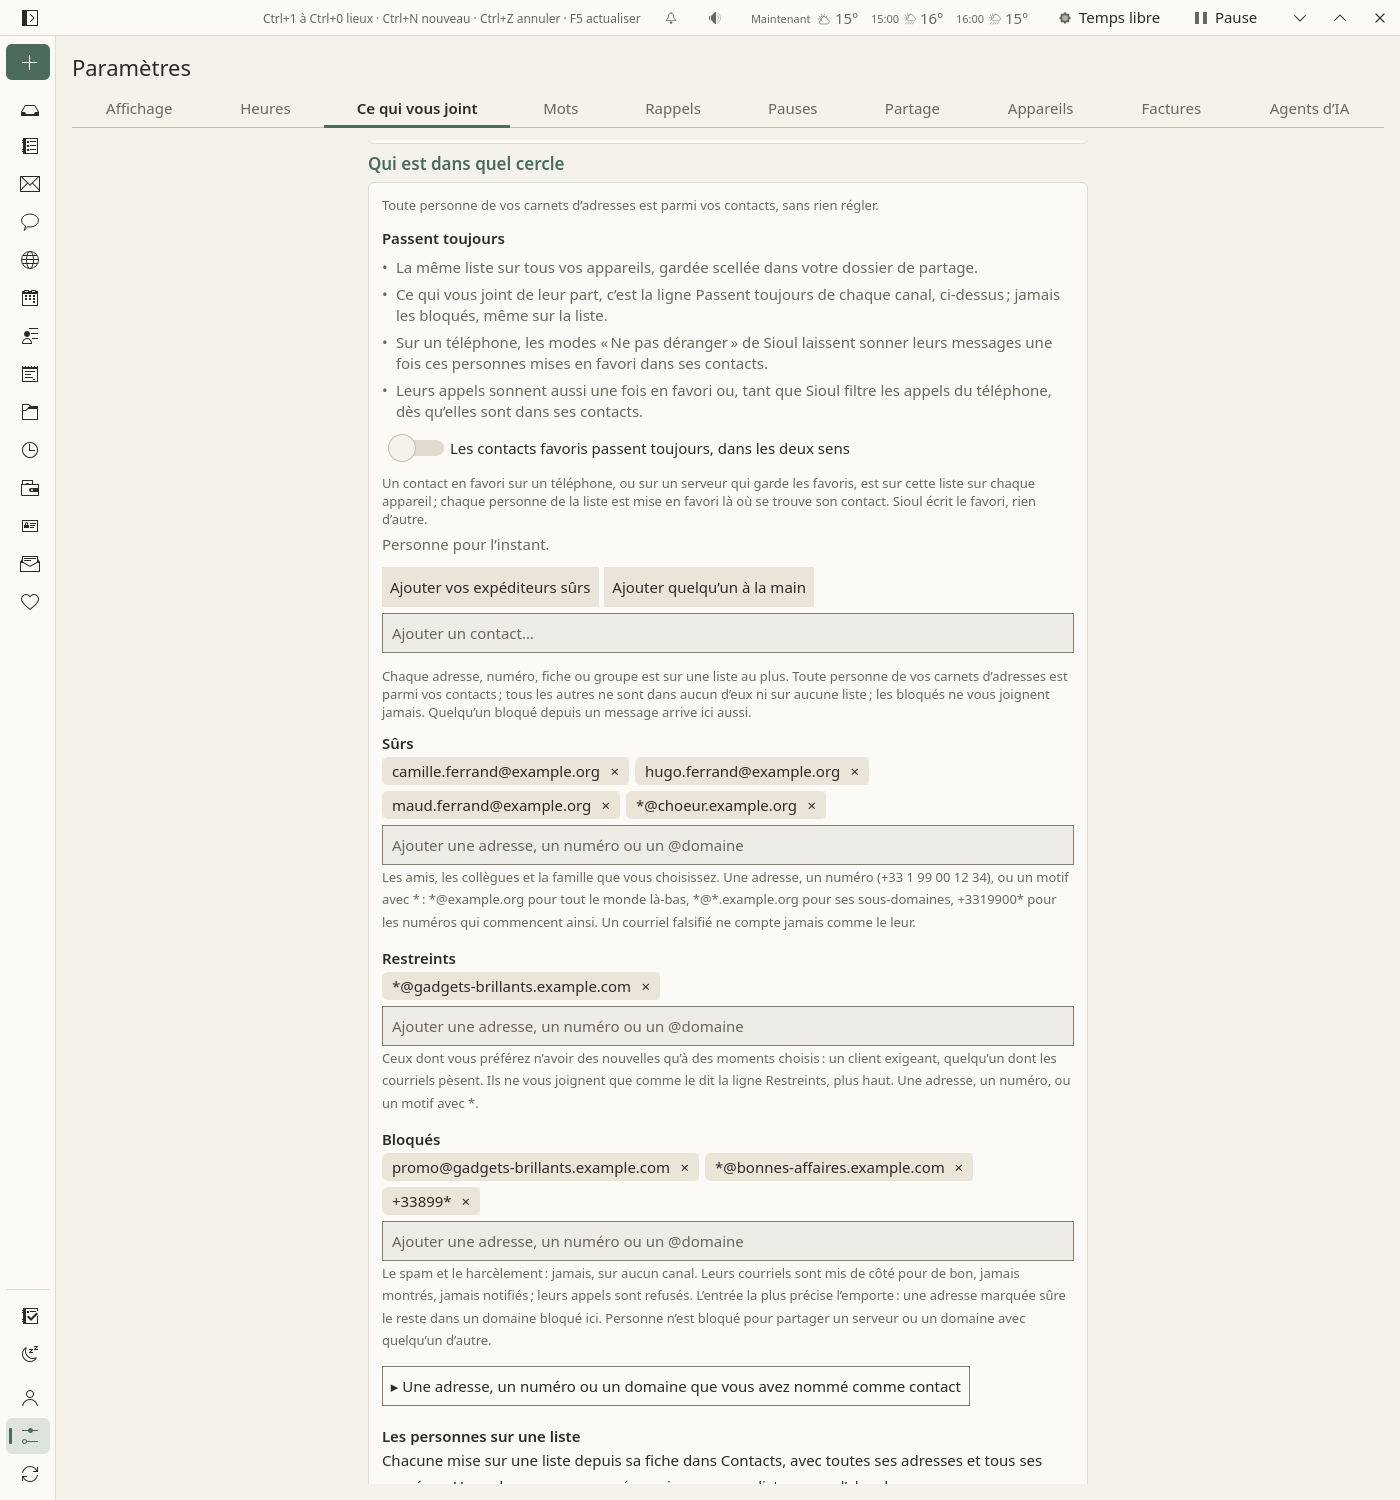 Ctrl+1 à Ctrl+0 lieux · Ctrl+N nouveau · Ctrl+Z annuler · F5 actualiser
Maintenant 15° 15:00 16° 16:00 15°
Temps libre
Pause
Paramètres
Affichage
Heures
Ce qui vous joint
Mots
Rappels
Pauses
Partage
Appareils
Factures
Agents d’IA
Qui est dans quel cercle
Toute personne de vos carnets d’adresses est parmi vos contacts, sans rien régler.
Passent toujours
• La même liste sur tous vos appareils, gardée scellée dans votre dossier de partage.
• Ce qui vous joint de leur part, c’est la ligne Passent toujours de chaque canal, ci-dessus ; jamais
les bloqués, même sur la liste.
• Sur un téléphone, les modes « Ne pas déranger » de Sioul laissent sonner leurs messages une
fois ces personnes mises en favori dans ses contacts.
• Leurs appels sonnent aussi une fois en favori ou, tant que Sioul filtre les appels du téléphone,
dès qu’elles sont dans ses contacts.
Les contacts favoris passent toujours, dans les deux sens
Un contact en favori sur un téléphone, ou sur un serveur qui garde les favoris, est sur cette liste sur chaque
appareil ; chaque personne de la liste est mise en favori là où se trouve son contact. Sioul écrit le favori, rien
d’autre.
Personne pour l’instant.
Ajouter vos expéditeurs sûrs
Ajouter quelqu’un à la main
Ajouter un contact…
Chaque adresse, numéro, fiche ou groupe est sur une liste au plus. Toute personne de vos carnets d’adresses est
parmi vos contacts ; tous les autres ne sont dans aucun d’eux ni sur aucune liste ; les bloqués ne vous joignent
jamais. Quelqu’un bloqué depuis un message arrive ici aussi.
Sûrs
camille.ferrand@example.org × hugo.ferrand@example.org ×
maud.ferrand@example.org × *@choeur.example.org ×
Ajouter une adresse, un numéro ou un @domaine
Les amis, les collègues et la famille que vous choisissez. Une adresse, un numéro (+33 1 99 00 12 34), ou un motif
avec * : *@example.org pour tout le monde là-bas, *@*.example.org pour ses sous-domaines, +3319900* pour
les numéros qui commencent ainsi. Un courriel falsifié ne compte jamais comme le leur.
Restreints
*@gadgets-brillants.example.com ×
Ajouter une adresse, un numéro ou un @domaine
Ceux dont vous préférez n’avoir des nouvelles qu’à des moments choisis : un client exigeant, quelqu’un dont les
courriels pèsent. Ils ne vous joignent que comme le dit la ligne Restreints, plus haut. Une adresse, un numéro, ou
un motif avec *.
Bloqués
promo@gadgets-brillants.example.com × *@bonnes-affaires.example.com ×
+33899* ×
Ajouter une adresse, un numéro ou un @domaine
Le spam et le harcèlement : jamais, sur aucun canal. Leurs courriels sont mis de côté pour de bon, jamais
montrés, jamais notifiés ; leurs appels sont refusés. L’entrée la plus précise l’emporte : une adresse marquée sûre
le reste dans un domaine bloqué ici. Personne n’est bloqué pour partager un serveur ou un domaine avec
quelqu’un d’autre.
▸ Une adresse, un numéro ou un domaine que vous avez nommé comme contact
Les personnes sur une liste
Chacune mise sur une liste depuis sa fiche dans Contacts, avec toutes ses adresses et tous ses